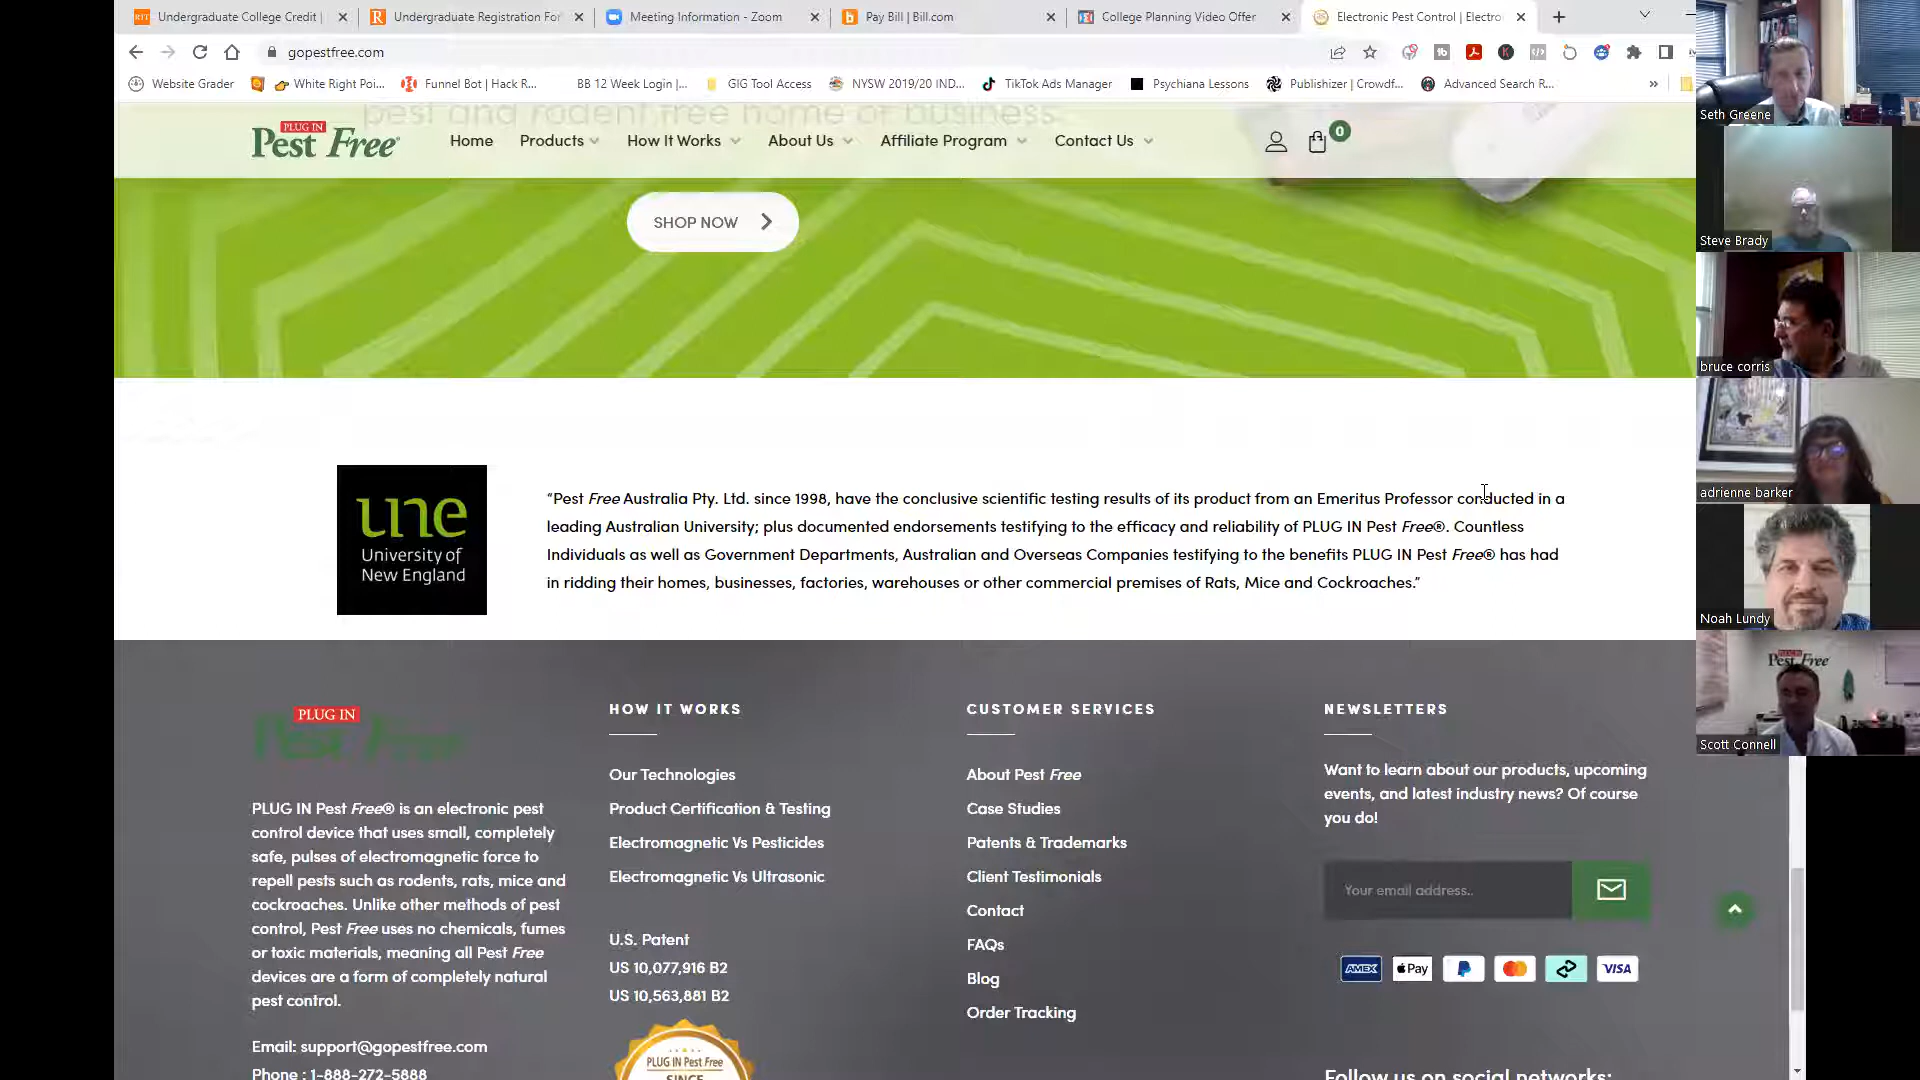 Undergraduate College Credit |
Undergraduate Registration For
Meeting Information - Zoom
Pay Bill | Bill.com
College Planning Video Offer
Electronic Pest Control | Electro
gopestfree.com
Website Grader
White Right Poi...
Funnel Bot | Hack R...
BB 12 Week Login |...
GIG Tool Access
NYSW 2019/20 IND...
TikTok Ads Manager
Psychiana Lessons
Publishizer | Crowdf...
Advanced Search R...
»
pest and rodent free home or business
PLUG IN
Pest Free®
Home
Products
How It Works
About Us
Affiliate Program
Contact Us
0
SHOP NOW
une
University of
New England
“Pest Free Australia Pty. Ltd. since 1998, have the conclusive scientific testing results of its product from an Emeritus Professor conducted in a
leading Australian University; plus documented endorsements testifying to the efficacy and reliability of PLUG IN Pest Free®. Countless
Individuals as well as Government Departments, Australian and Overseas Companies testifying to the benefits PLUG IN Pest Free® has had
in ridding their homes, businesses, factories, warehouses or other commercial premises of Rats, Mice and Cockroaches.”
PLUG IN
Pest Free
PLUG IN Pest Free® is an electronic pest
control device that uses small, completely
safe, pulses of electromagnetic force to
repell pests such as rodents, rats, mice and
cockroaches. Unlike other methods of pest
control, Pest Free uses no chemicals, fumes
or toxic materials, meaning all Pest Free
devices are a form of completely natural
pest control.
Email: support@gopestfree.com
Phone : 1-888-272-5888
HOW IT WORKS
Our Technologies
Product Certification & Testing
Electromagnetic Vs Pesticides
Electromagnetic Vs Ultrasonic
U.S. Patent
US 10,077,916 B2
US 10,563,881 B2
PLUG IN Pest Free
SINCE
CUSTOMER SERVICES
About Pest Free
Case Studies
Patents & Trademarks
Client Testimonials
Contact
FAQs
Blog
Order Tracking
NEWSLETTERS
Want to learn about our products, upcoming
events, and latest industry news? Of course
you do!
Your email address..
AMEX
Pay
VISA
Follow us on social networks:
Seth Greene
Steve Brady
bruce corris
adrienne barker
Noah Lundy
Pest Free
Scott Connell